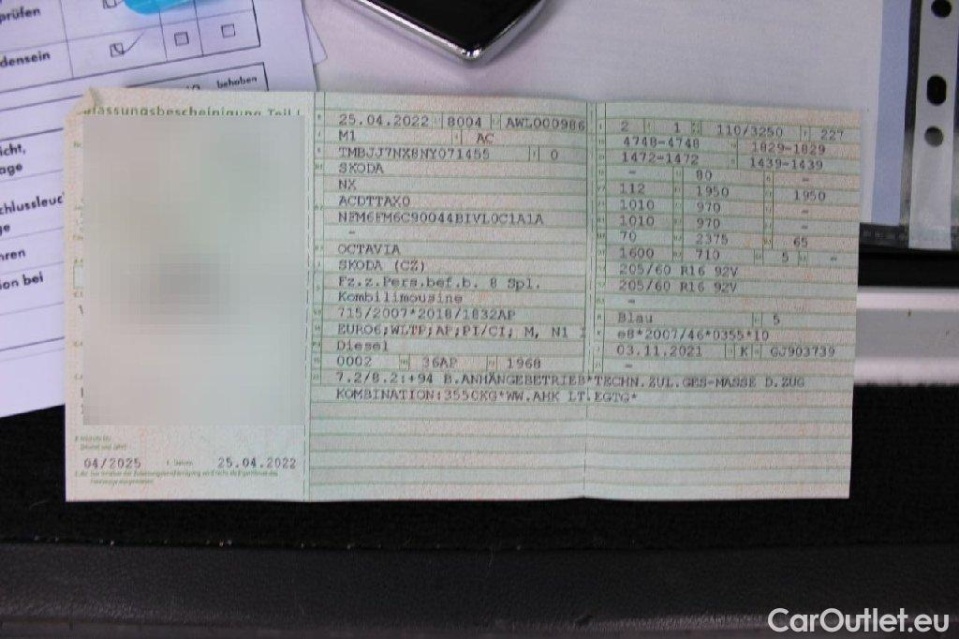 prüfen
densein
behoben
Zulassungsbescheinigung Teil I
25.04.2022 8004 AWL000986
M1 AC
TMBJJ7NX8NY071455 0
SKODA
NX
ACDTTAX0
NFM6FM6C90044BIVL0C1A1A
-
OCTAVIA
SKODA (CZ)
Fz.z.Pers.bef.b. 8 Spl.
Kombilimousine
715/2007*2018/1832AP
EURO6;WLTP;AP;PI/CI; M, N1 I
Diesel
0002 36AP 1968
7.2/8.2:+94 B.ANHÄNGEBETRIEB*TECHN.ZUL.GES-MASSE D.ZUG
KOMBINATION:3550KG*WW.AHK LT.EGTG*
2 1 110/3250 227
4748-4748 1829-1829
1472-1472 1439-1439
- 80 -
112 1950 1950
1010 970 -
1010 970 -
70 2375 65
1600 710 5 -
205/60 R16 92V
205/60 R16 92V
-
Blau 5
e8*2007/46*0355*10
03.11.2021 K GJ903739
-
04/2025 25.04.2022
icht,
age
chlussleuc
ge
hren
on bei
CarOutlet.eu